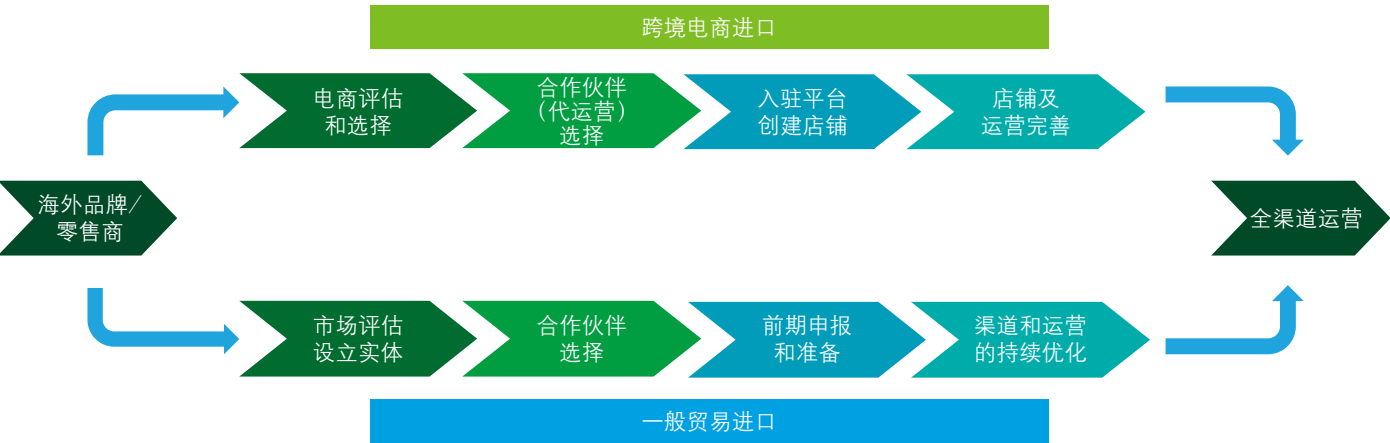 跨境电商进口
电商评估
和选择
合作伙伴
（代运营）
选择
入驻平台
创建店铺
店铺及
运营完善
海外品牌/
零售商
全渠道运营
市场评估
设立实体
合作伙伴
选择
前期申报
和准备
渠道和运营
的持续优化
一般贸易进口